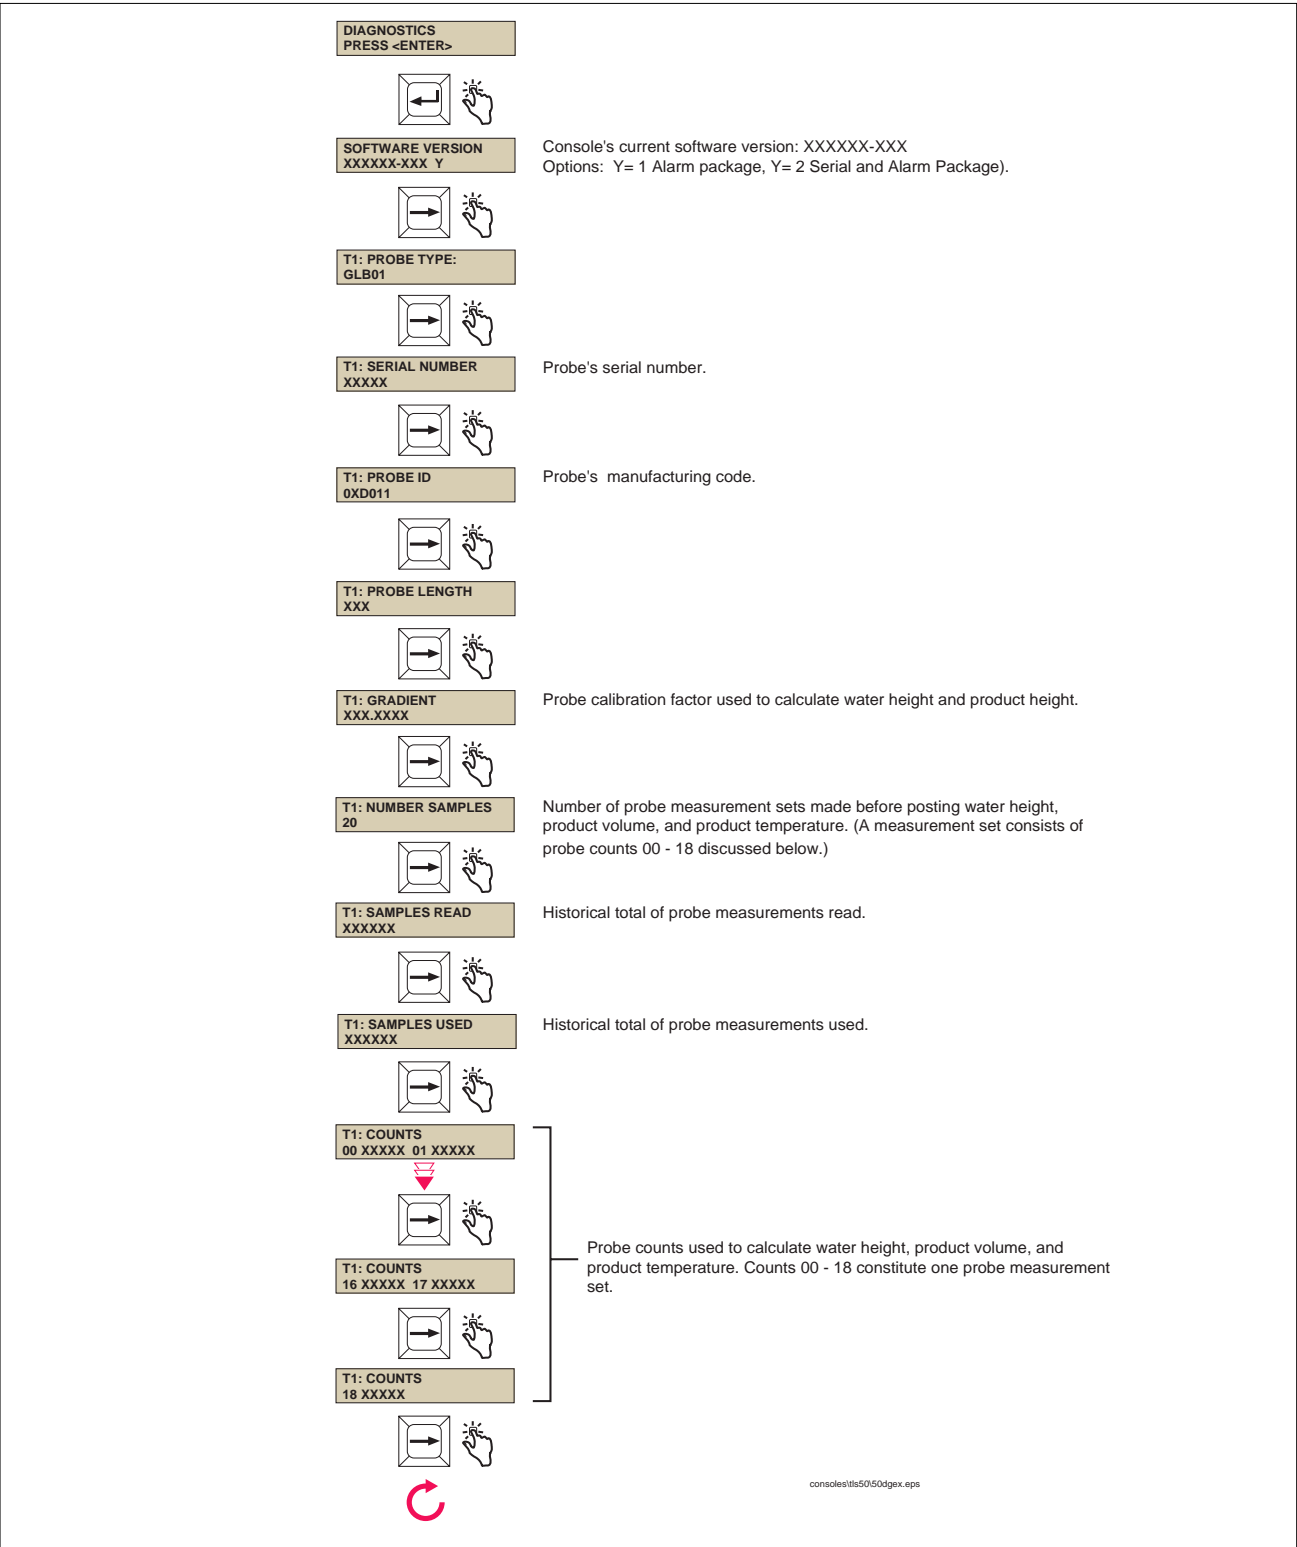 DIAGNOSTICS
PRESS <ENTER>
SOFTWARE VERSION
XXXXXX-XXX Y
Console's current software version: XXXXXX-XXX
Options: Y= 1 Alarm package, Y= 2 Serial and Alarm Package).
T1: PROBE TYPE:
GLB01
T1: SERIAL NUMBER
XXXXX
Probe's serial number.
T1: PROBE ID
0XD011
Probe's manufacturing code.
T1: PROBE LENGTH
XXX
T1: GRADIENT
XXX.XXXX
Probe calibration factor used to calculate water height and product height.
T1: NUMBER SAMPLES
20
Number of probe measurement sets made before posting water height,
product volume, and product temperature. (A measurement set consists of
probe counts 00 - 18 discussed below.)
T1: SAMPLES READ
XXXXXX
Historical total of probe measurements read.
T1: SAMPLES USED
XXXXXX
Historical total of probe measurements used.
T1: COUNTS
00 XXXXX 01 XXXXX
T1: COUNTS
16 XXXXX 17 XXXXX
Probe counts used to calculate water height, product volume, and
product temperature. Counts 00 - 18 constitute one probe measurement
set.
T1: COUNTS
18 XXXXX
consoles\tls50\50dgex.eps